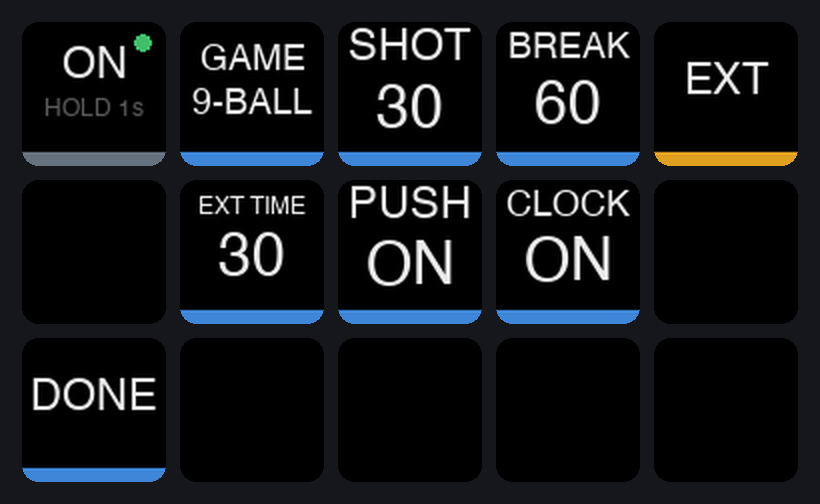 ON
HOLD 1s
GAME
9-BALL
SHOT
30
BREAK
60
EXT
EXT TIME
30
PUSH
ON
CLOCK
ON
DONE